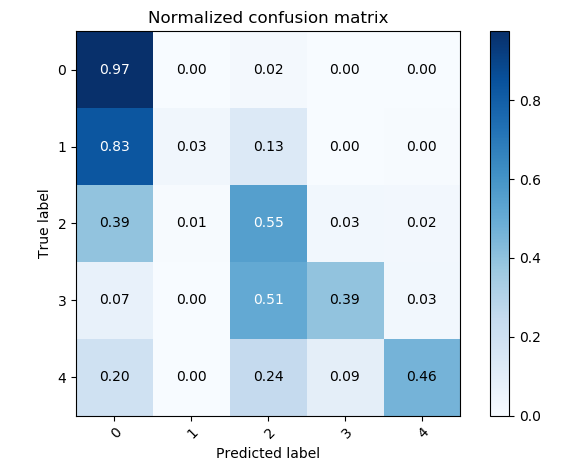 Normalized confusion matrix
True label
0 0.97 0.00 0.02 0.00 0.00
1 0.83 0.03 0.13 0.00 0.00
2 0.39 0.01 0.55 0.03 0.02
3 0.07 0.00 0.51 0.39 0.03
4 0.20 0.00 0.24 0.09 0.46
0 1 2 3 4
Predicted label
0.8
0.6
0.4
0.2
0.0